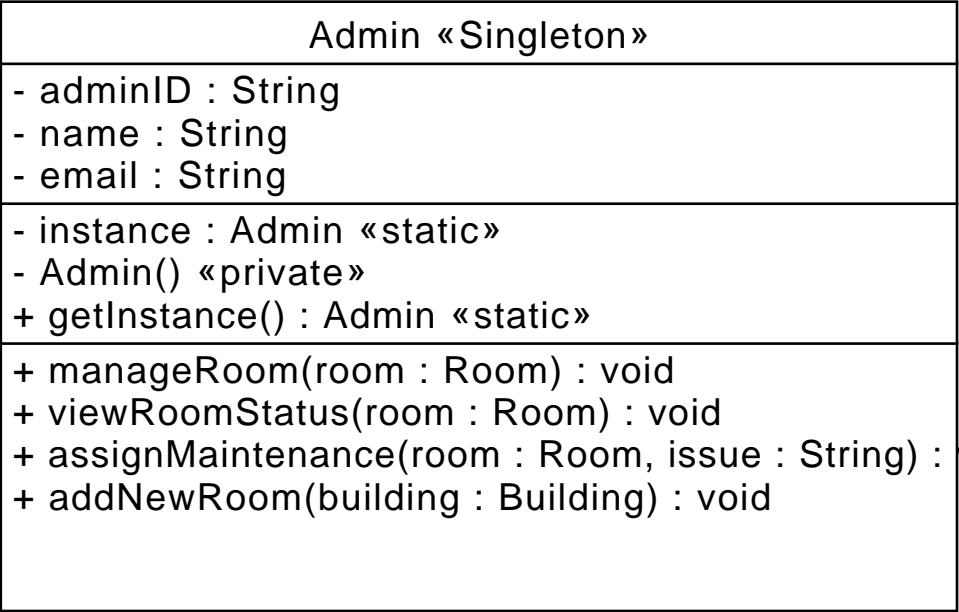 Admin «Singleton»
- adminID : String
- name : String
- email : String
- instance : Admin «static»
- Admin() «private»
+ getInstance() : Admin «static»
+ manageRoom(room : Room) : void
+ viewRoomStatus(room : Room) : void
+ assignMaintenance(room : Room, issue : String) :
+ addNewRoom(building : Building) : void